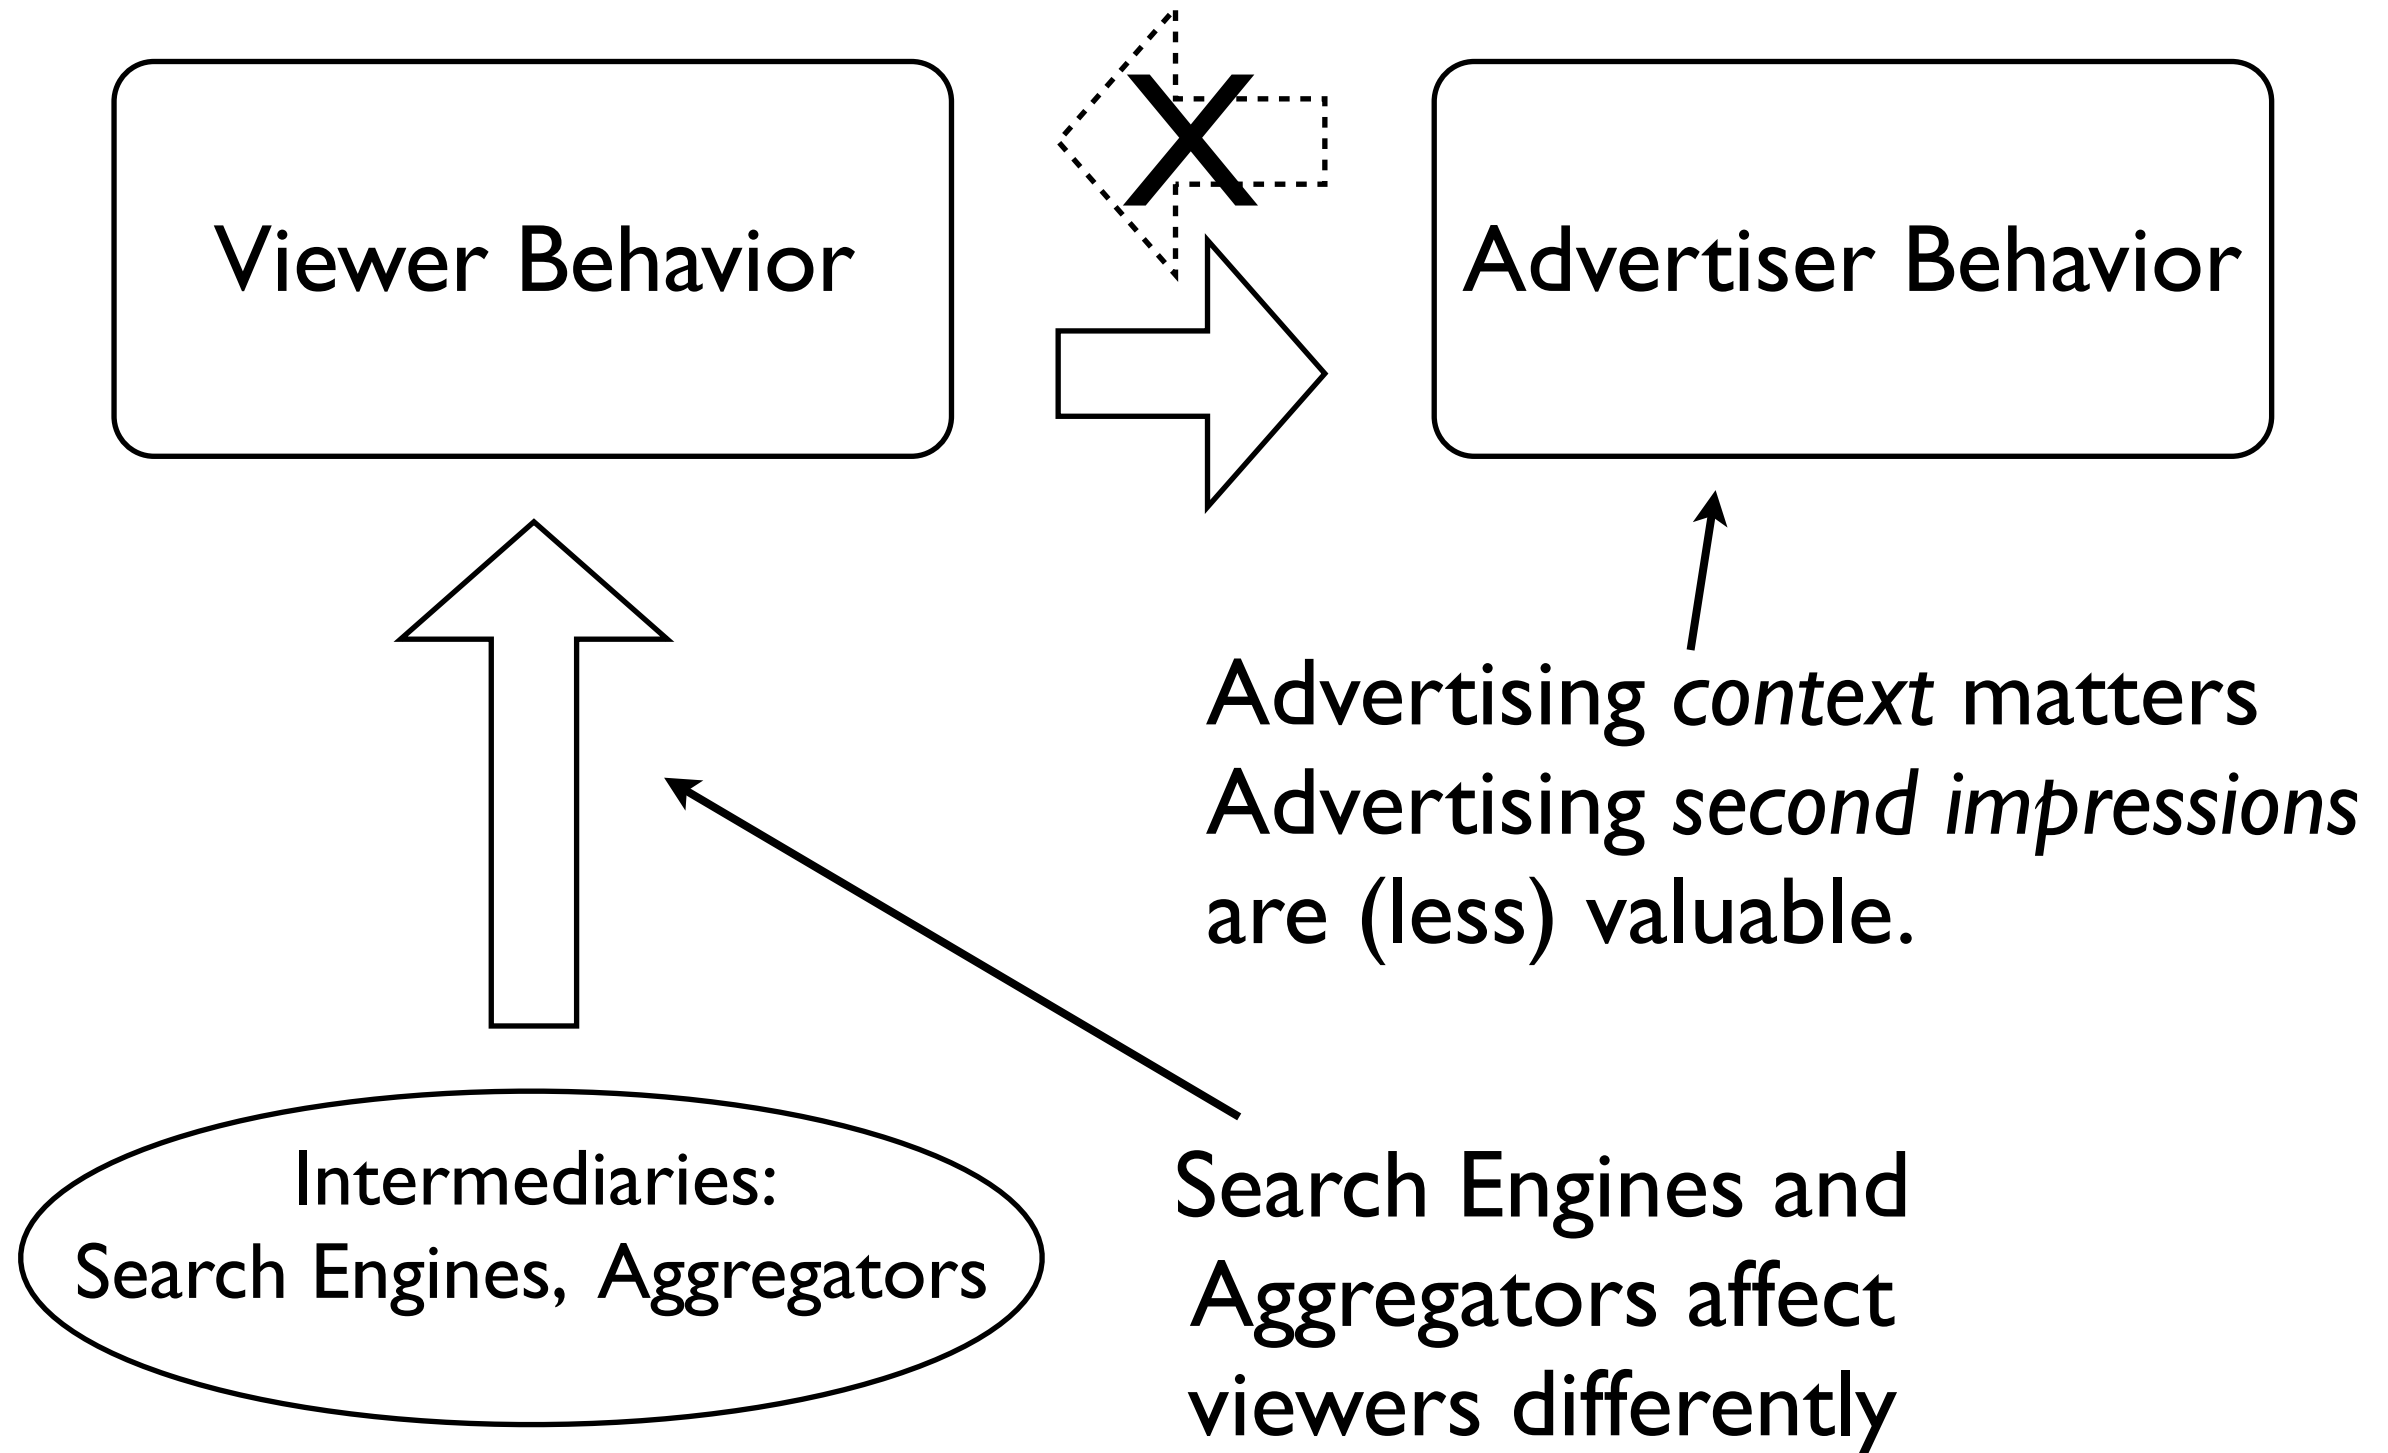 X
Viewer Behavior
Advertiser Behavior
Advertising context matters
Advertising second impressions
are (less) valuable.
Intermediaries:
Search Engines, Aggregators
Search Engines and
Aggregators affect
viewers differently